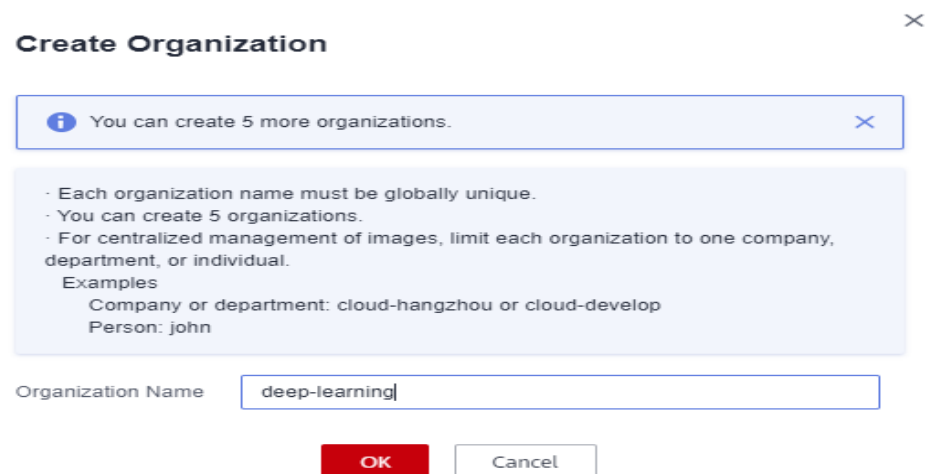 Create Organization
You can create 5 more organizations.
· Each organization name must be globally unique.
· You can create 5 organizations.
· For centralized management of images, limit each organization to one company,
department, or individual.
Examples
Company or department: cloud-hangzhou or cloud-develop
Person: john
Organization Name deep-learning
OK Cancel